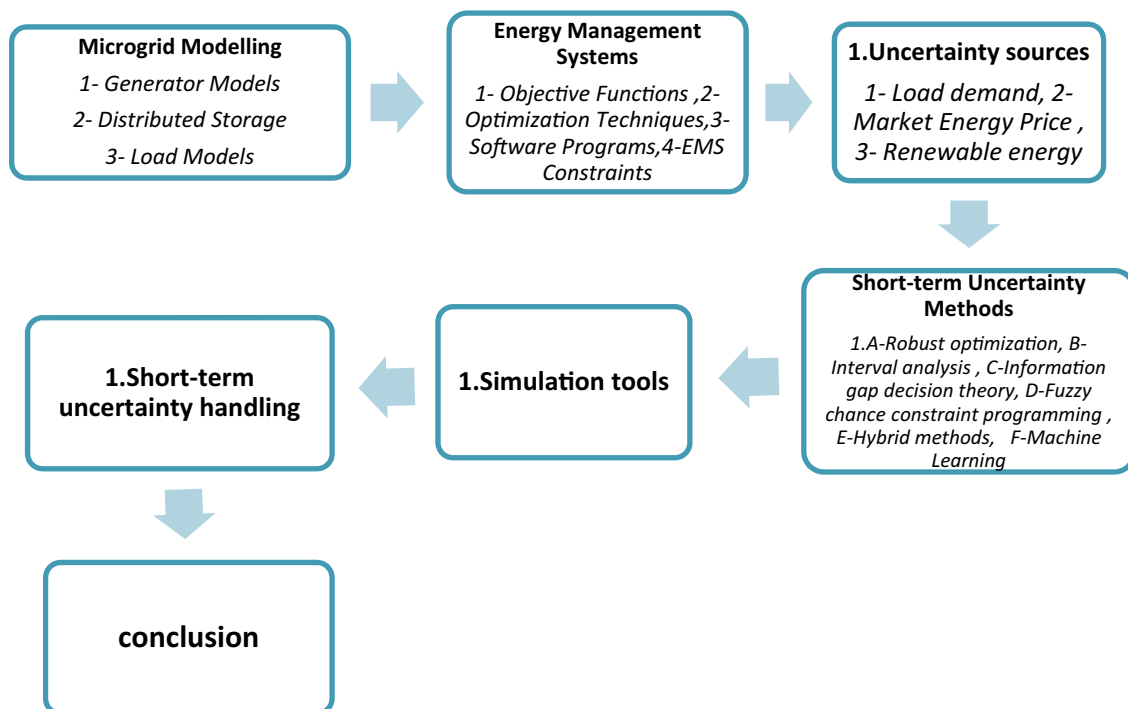 Microgrid Modelling
1- Generator Models
2- Distributed Storage
3- Load Models
Energy Management
Systems
1- Objective Functions ,2-
Optimization Techniques,3-
Software Programs,4-EMS
Constraints
1.Uncertainty sources
1- Load demand, 2-
Market Energy Price ,
3- Renewable energy
Short-term Uncertainty
Methods
1.A-Robust optimization, B-
Interval analysis , C-Information
gap decision theory, D-Fuzzy
chance constraint programming ,
E-Hybrid methods, F-Machine
Learning
1.Simulation tools
1.Short-term
uncertainty handling
conclusion